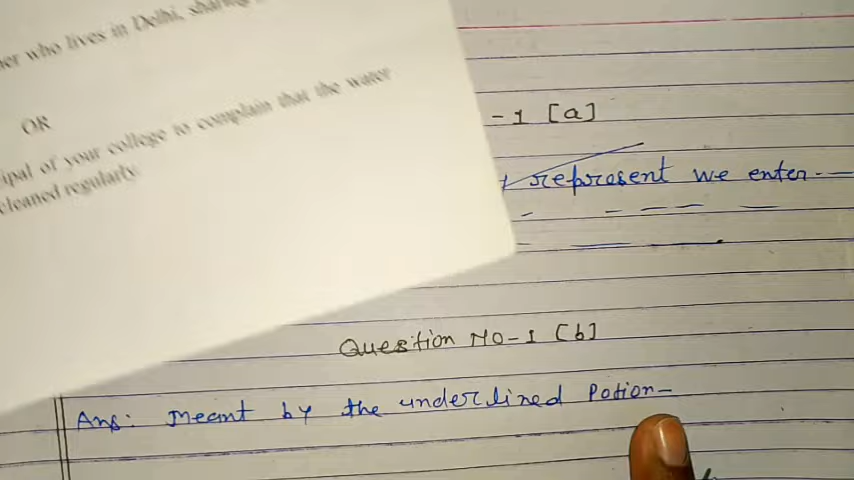 who lives in Delhi,
OR
of your college to complain that the water
cleaned regularly.
-1 [a]
represent we enter-
Question No-1 [b]
Ans: Meant by the underlined Potion-